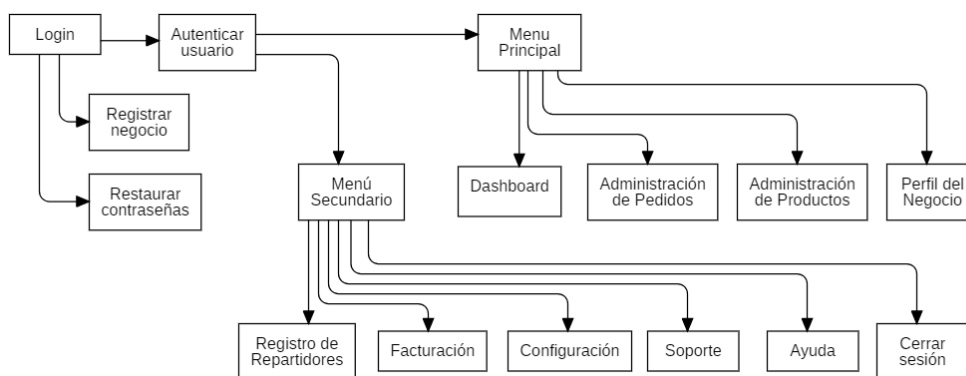 Login
Autenticar
usuario
Menu
Principal
Registrar
negocio
Restaurar
contraseñas
Menú
Secundario
Dashboard
Administración
de Pedidos
Administración
de Productos
Perfil del
Negocio
Registro de
Repartidores
Facturación
Configuración
Soporte
Ayuda
Cerrar
sesión